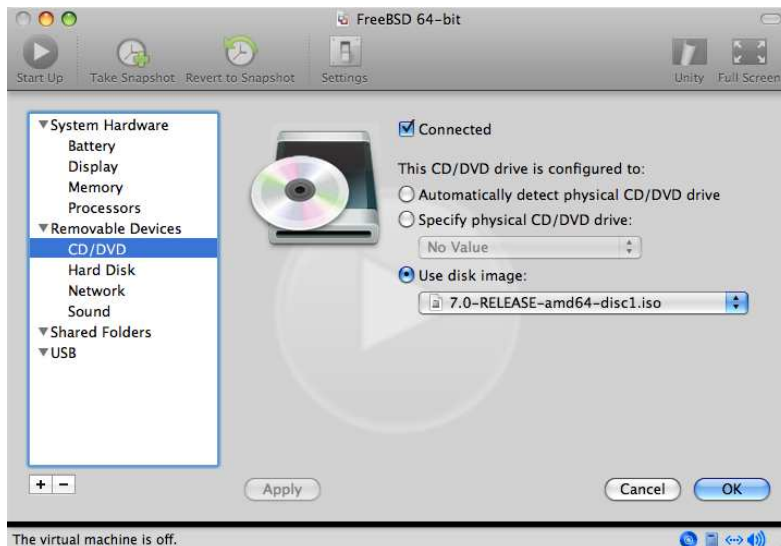 FreeBSD 64-bit
Start Up
Take Snapshot
Revert to Snapshot
Settings
Unity
Full Screen
System Hardware
Battery
Display
Memory
Processors
Removable Devices
CD/DVD
Hard Disk
Network
Sound
Shared Folders
USB
Connected
This CD/DVD drive is configured to:
Automatically detect physical CD/DVD drive
Specify physical CD/DVD drive:
No Value
Use disk image:
7.0-RELEASE-amd64-disc1.iso
+ −
Apply
Cancel
OK
The virtual machine is off.